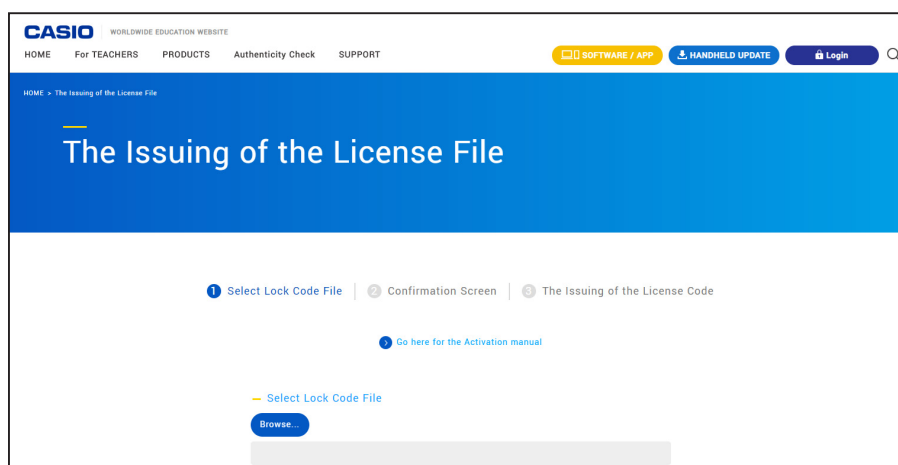 CASIO WORLDWIDE EDUCATION WEBSITE
HOME For TEACHERS PRODUCTS Authenticity Check SUPPORT SOFTWARE / APP HANDHELD UPDATE Login
HOME > The Issuing of the License File
The Issuing of the License File
1 Select Lock Code File 2 Confirmation Screen 3 The Issuing of the License Code
Go here for the Activation manual
Select Lock Code File
Browse...